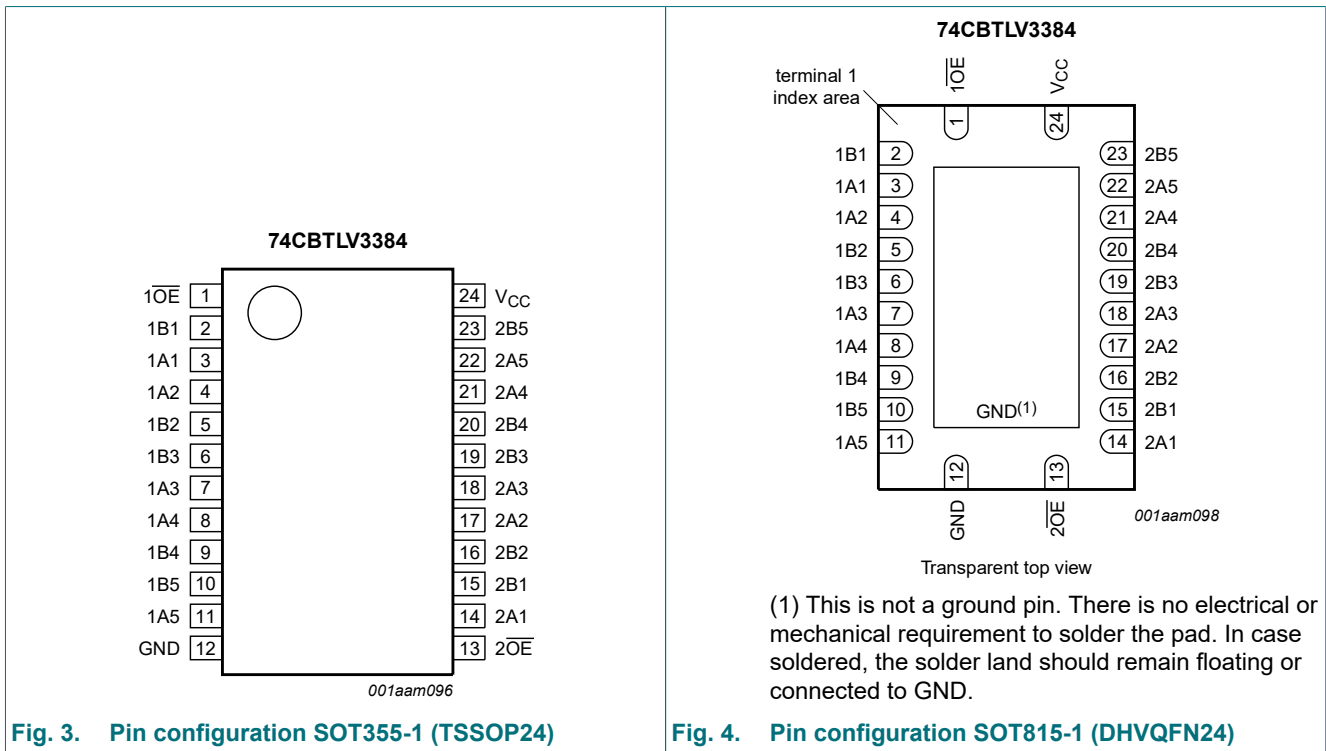 74CBTLV3384
1OE 1
1B1 2
1A1 3
1A2 4
1B2 5
1B3 6
1A3 7
1A4 8
1B4 9
1B5 10
1A5 11
GND 12
24 VCC
23 2B5
22 2A5
21 2A4
20 2B4
19 2B3
18 2A3
17 2A2
16 2B2
15 2B1
14 2A1
13 2OE
001aam096
Fig. 3. Pin configuration SOT355-1 (TSSOP24)
74CBTLV3384
terminal 1
index area
1OE
VCC
1
24
1B1 2
1A1 3
1A2 4
1B2 5
1B3 6
1A3 7
1A4 8
1B4 9
1B5 10
1A5 11
23 2B5
22 2A5
21 2A4
20 2B4
19 2B3
18 2A3
17 2A2
16 2B2
15 2B1
14 2A1
GND(1)
12
13
GND
2OE
001aam098
Transparent top view
(1) This is not a ground pin. There is no electrical or
mechanical requirement to solder the pad. In case
soldered, the solder land should remain floating or
connected to GND.
Fig. 4. Pin configuration SOT815-1 (DHVQFN24)